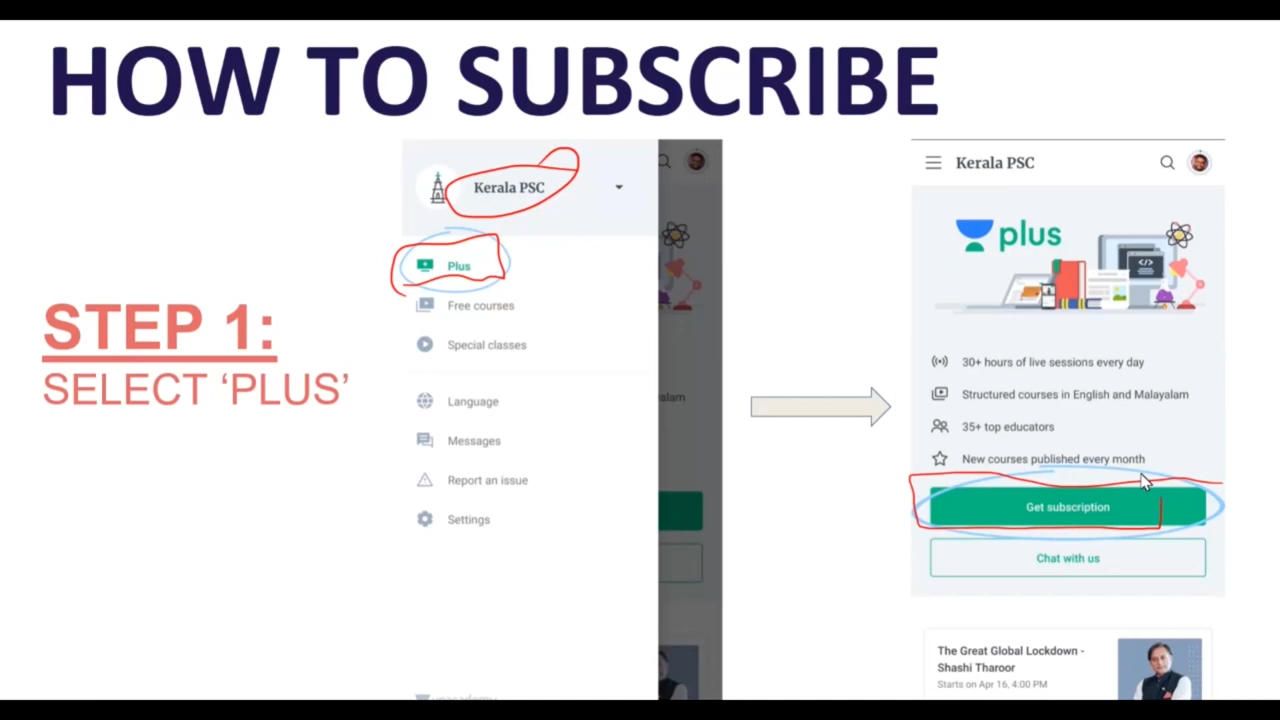 HOW TO SUBSCRIBE
STEP 1:
SELECT ‘PLUS’
Kerala PSC
Plus
Free courses
Special classes
Language
Messages
Report an issue
Settings
alam
Kerala PSC
plus
</>
30+ hours of live sessions every day
Structured courses in English and Malayalam
35+ top educators
New courses published every month
Get subscription
Chat with us
The Great Global Lockdown -
Shashi Tharoor
Starts on Apr 16, 4:00 PM